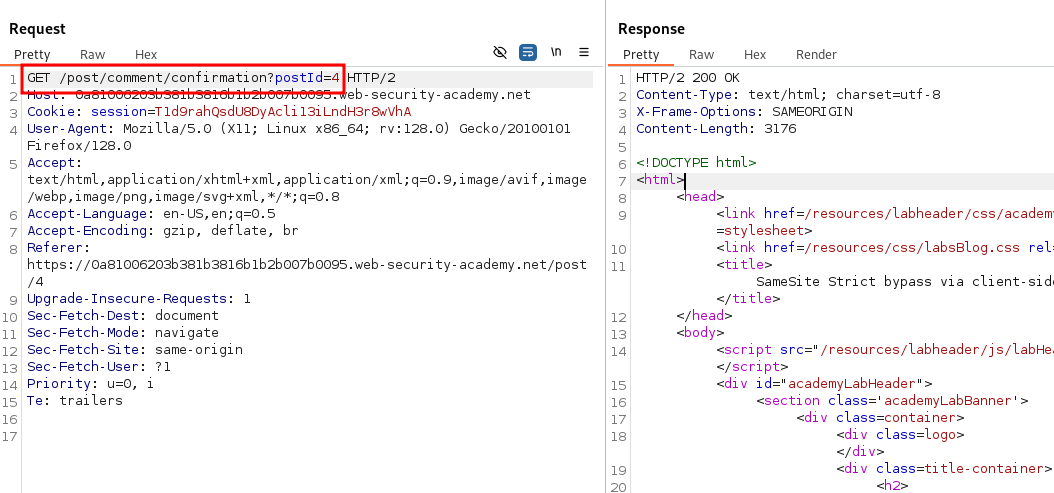 Request
Pretty Raw Hex \n
1 GET /post/comment/confirmation?postId=4 HTTP/2
2 Host: 0a81006203b381b3816b1b2b007b0095.web-security-academy.net
3 Cookie: session=T1d9rahQsdU8DyAcli13iLndH3r8wVhA
4 User-Agent: Mozilla/5.0 (X11; Linux x86_64; rv:128.0) Gecko/20100101
Firefox/128.0
5 Accept:
text/html,application/xhtml+xml,application/xml;q=0.9,image/avif,image
/webp,image/png,image/svg+xml,*/*;q=0.8
6 Accept-Language: en-US,en;q=0.5
7 Accept-Encoding: gzip, deflate, br
8 Referer:
https://0a81006203b381b3816b1b2b007b0095.web-security-academy.net/post
/4
9 Upgrade-Insecure-Requests: 1
10 Sec-Fetch-Dest: document
11 Sec-Fetch-Mode: navigate
12 Sec-Fetch-Site: same-origin
13 Sec-Fetch-User: ?1
14 Priority: u=0, i
15 Te: trailers
16
17
Response
Pretty Raw Hex Render
1 HTTP/2 200 OK
2 Content-Type: text/html; charset=utf-8
3 X-Frame-Options: SAMEORIGIN
4 Content-Length: 3176
5
6 <!DOCTYPE html>
7 <html>
8 <head>
9 <link href=/resources/labheader/css/academy
=stylesheet>
10 <link href=/resources/css/labsBlog.css rel=
11 <title>
SameSite Strict bypass via client-side
</title>
12 </head>
13 <body>
14 <script src="/resources/labheader/js/labHe
</script>
15 <div id="academyLabHeader">
16 <section class='academyLabBanner'>
17 <div class=container>
18 <div class=logo>
</div>
19 <div class=title-container>
20 <h2>